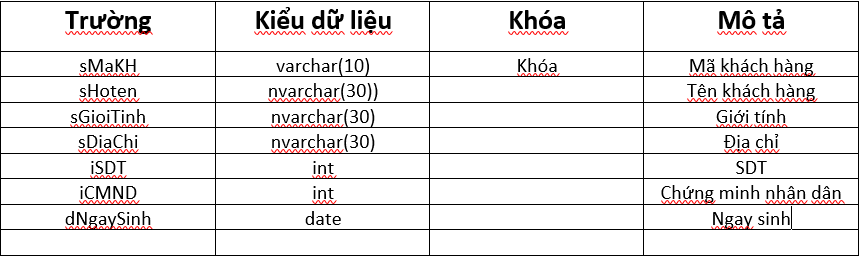 Trường Kiểu dữ liệu Khóa Mô tả
sMaKH varchar(10) Khóa Mã khách hàng
sHoten nvarchar(30)) Tên khách hàng
sGioiTinh nvarchar(30) Giới tính
sDiaChi nvarchar(30) Địa chỉ
iSDT int SDT
iCMND int Chứng minh nhân dân
dNgaySinh date Ngay sinh